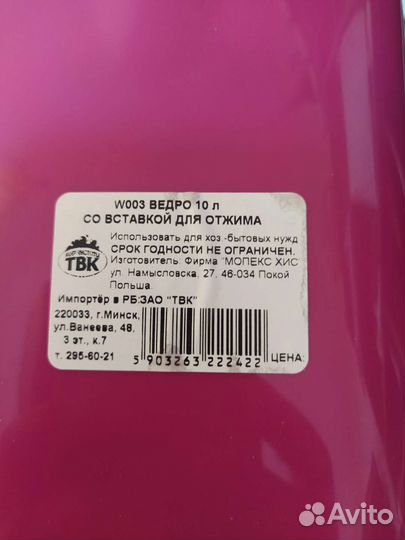 W003 ВЕДРО 10 л
СО ВСТАВКОЙ ДЛЯ ОТЖИМА
ТВК
Использовать для хоз.-бытовых нужд
СРОК ГОДНОСТИ НЕ ОГРАНИЧЕН.
Изготовитель: Фирма "МОПЕКС ХИС
ул. Намысловска, 27, 46-034 Покой
Польша.
Импортёр в РБ:ЗАО "ТВК"
220033, г.Минск,
ул.Ванеева, 48,
3 эт., к.7
т. 295-60-21
5 903263 222422
ЦЕНА:
Avito